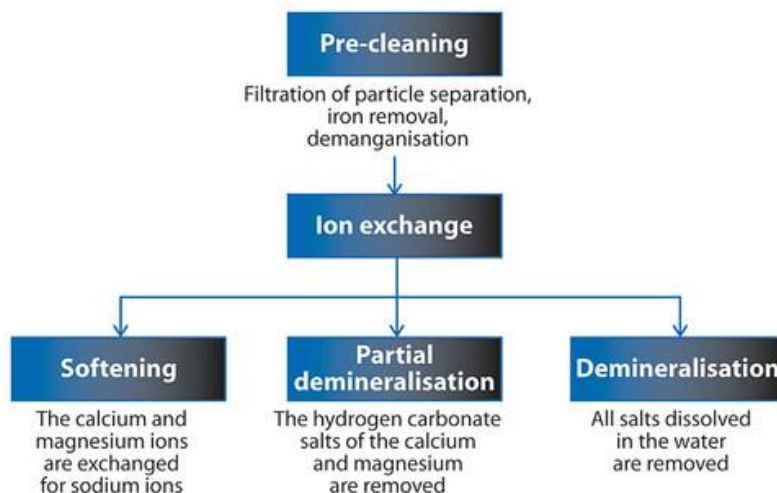 Pre-cleaning
Filtration of particle separation,
iron removal,
demanganisation
Ion exchange
Softening
The calcium and
magnesium ions
are exchanged
for sodium ions
Partial
demineralisation
The hydrogen carbonate
salts of the calcium
and magnesium
are removed
Demineralisation
All salts dissolved
in the water
are removed